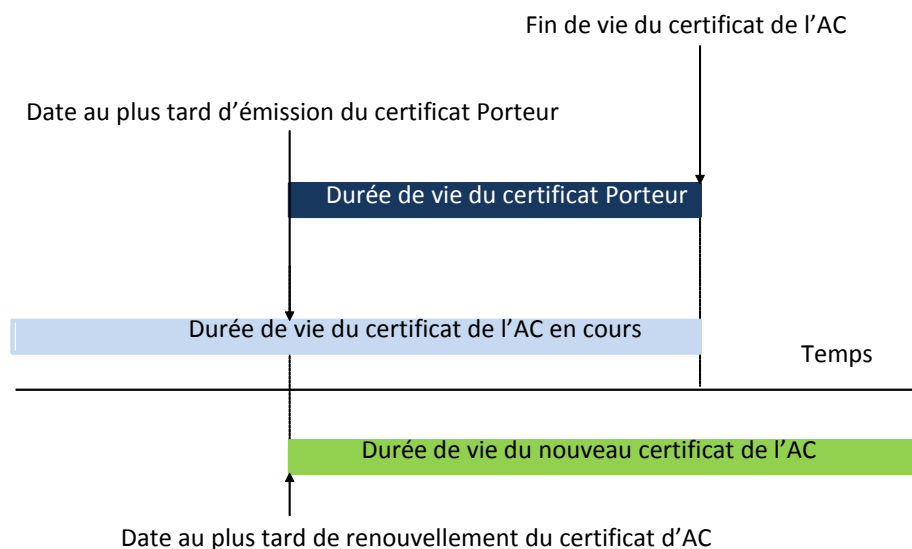 Fin de vie du certificat de l’AC
Date au plus tard d’émission du certificat Porteur
Durée de vie du certificat Porteur
Durée de vie du certificat de l’AC en cours
Temps
Durée de vie du nouveau certificat de l’AC
Date au plus tard de renouvellement du certificat d’AC